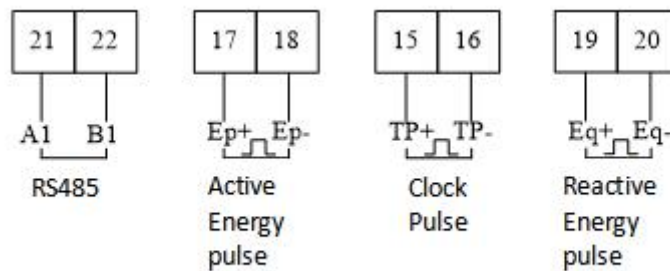 21 22 17 18 15 16 19 20
A1 B1 Ep+ Ep- TP+ TP- Eq+ Eq-
RS485 Active Clock Reactive
Energy Pulse Energy
pulse pulse